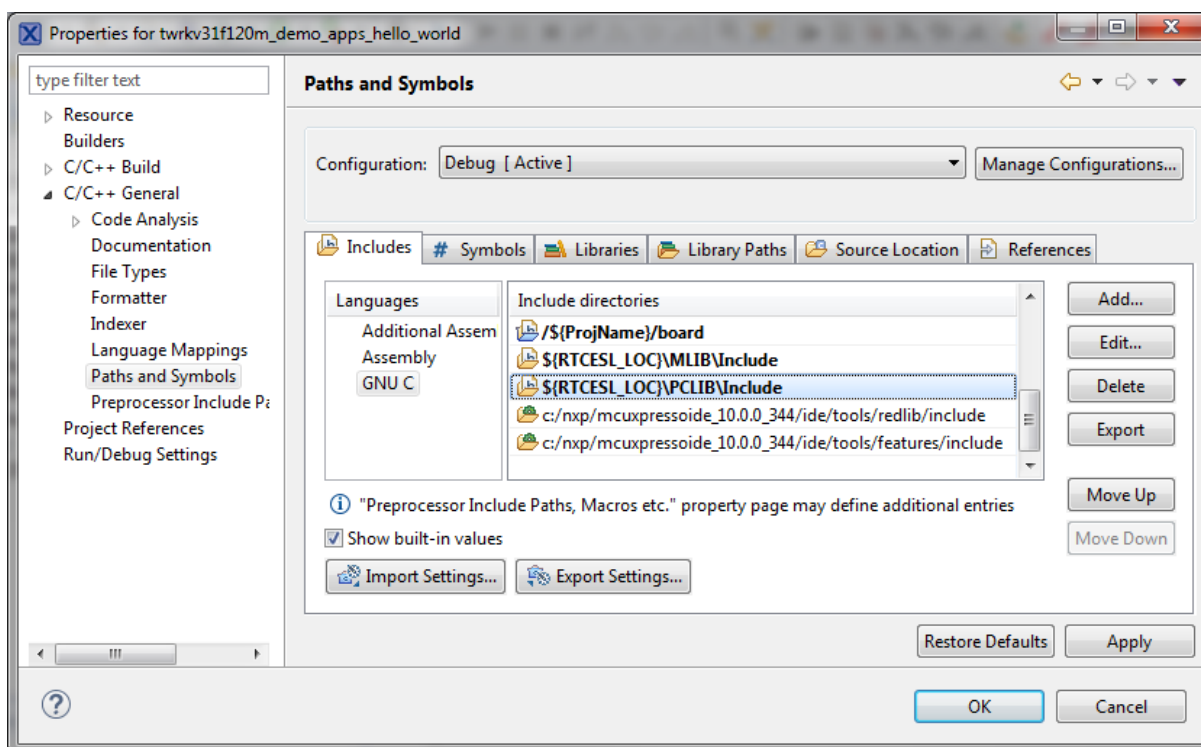 Properties for twrkv31f120m_demo_apps_hello_world
type filter text
Resource
Builders
C/C++ Build
C/C++ General
Code Analysis
Documentation
File Types
Formatter
Indexer
Language Mappings
Paths and Symbols
Preprocessor Include Pa
Project References
Run/Debug Settings
Paths and Symbols
Configuration: Debug [ Active ] Manage Configurations...
Includes # Symbols Libraries Library Paths Source Location References
Languages
Additional Assem
Assembly
GNU C
Include directories
/${ProjName}/board
${RTCESL_LOC}\MLIB\Include
${RTCESL_LOC}\PCLIB\Include
c:/nxp/mcuxpressoide_10.0.0_344/ide/tools/redlib/include
c:/nxp/mcuxpressoide_10.0.0_344/ide/tools/features/include
Add...
Edit...
Delete
Export
Move Up
Move Down
"Preprocessor Include Paths, Macros etc." property page may define additional entries
Show built-in values
Import Settings... Export Settings...
Restore Defaults Apply
OK Cancel